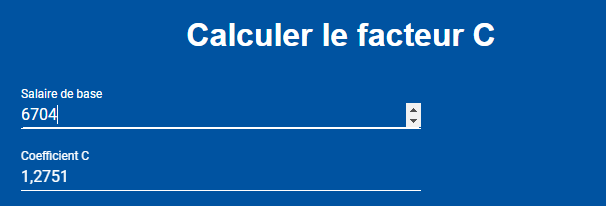 Calculer le facteur C
Salaire de base
6704
Coefficient C
1,2751